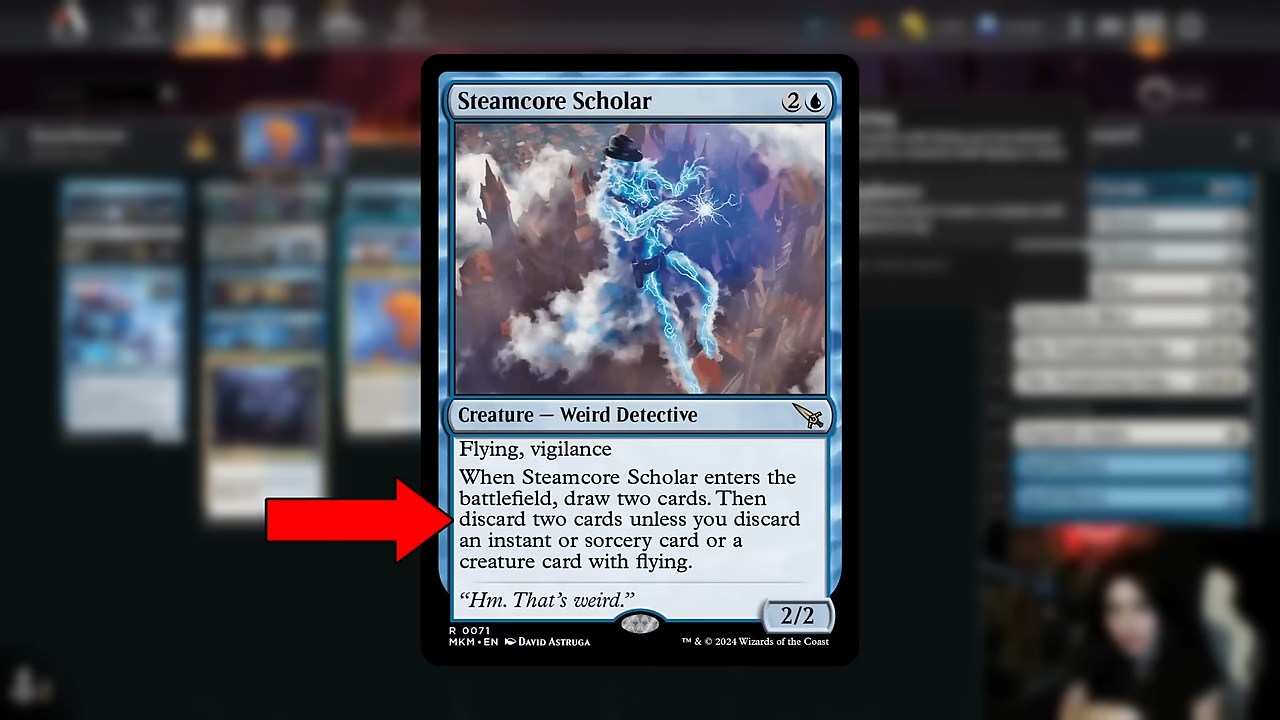 Steamcore Scholar 2
Creature — Weird Detective
Flying, vigilance
When Steamcore Scholar enters the
battlefield, draw two cards. Then
discard two cards unless you discard
an instant or sorcery card or a
creature card with flying.
“Hm. That’s weird.”
2/2
R 0071
MKM • EN DAVID ASTRUGA
™ & © 2024 Wizards of the Coast